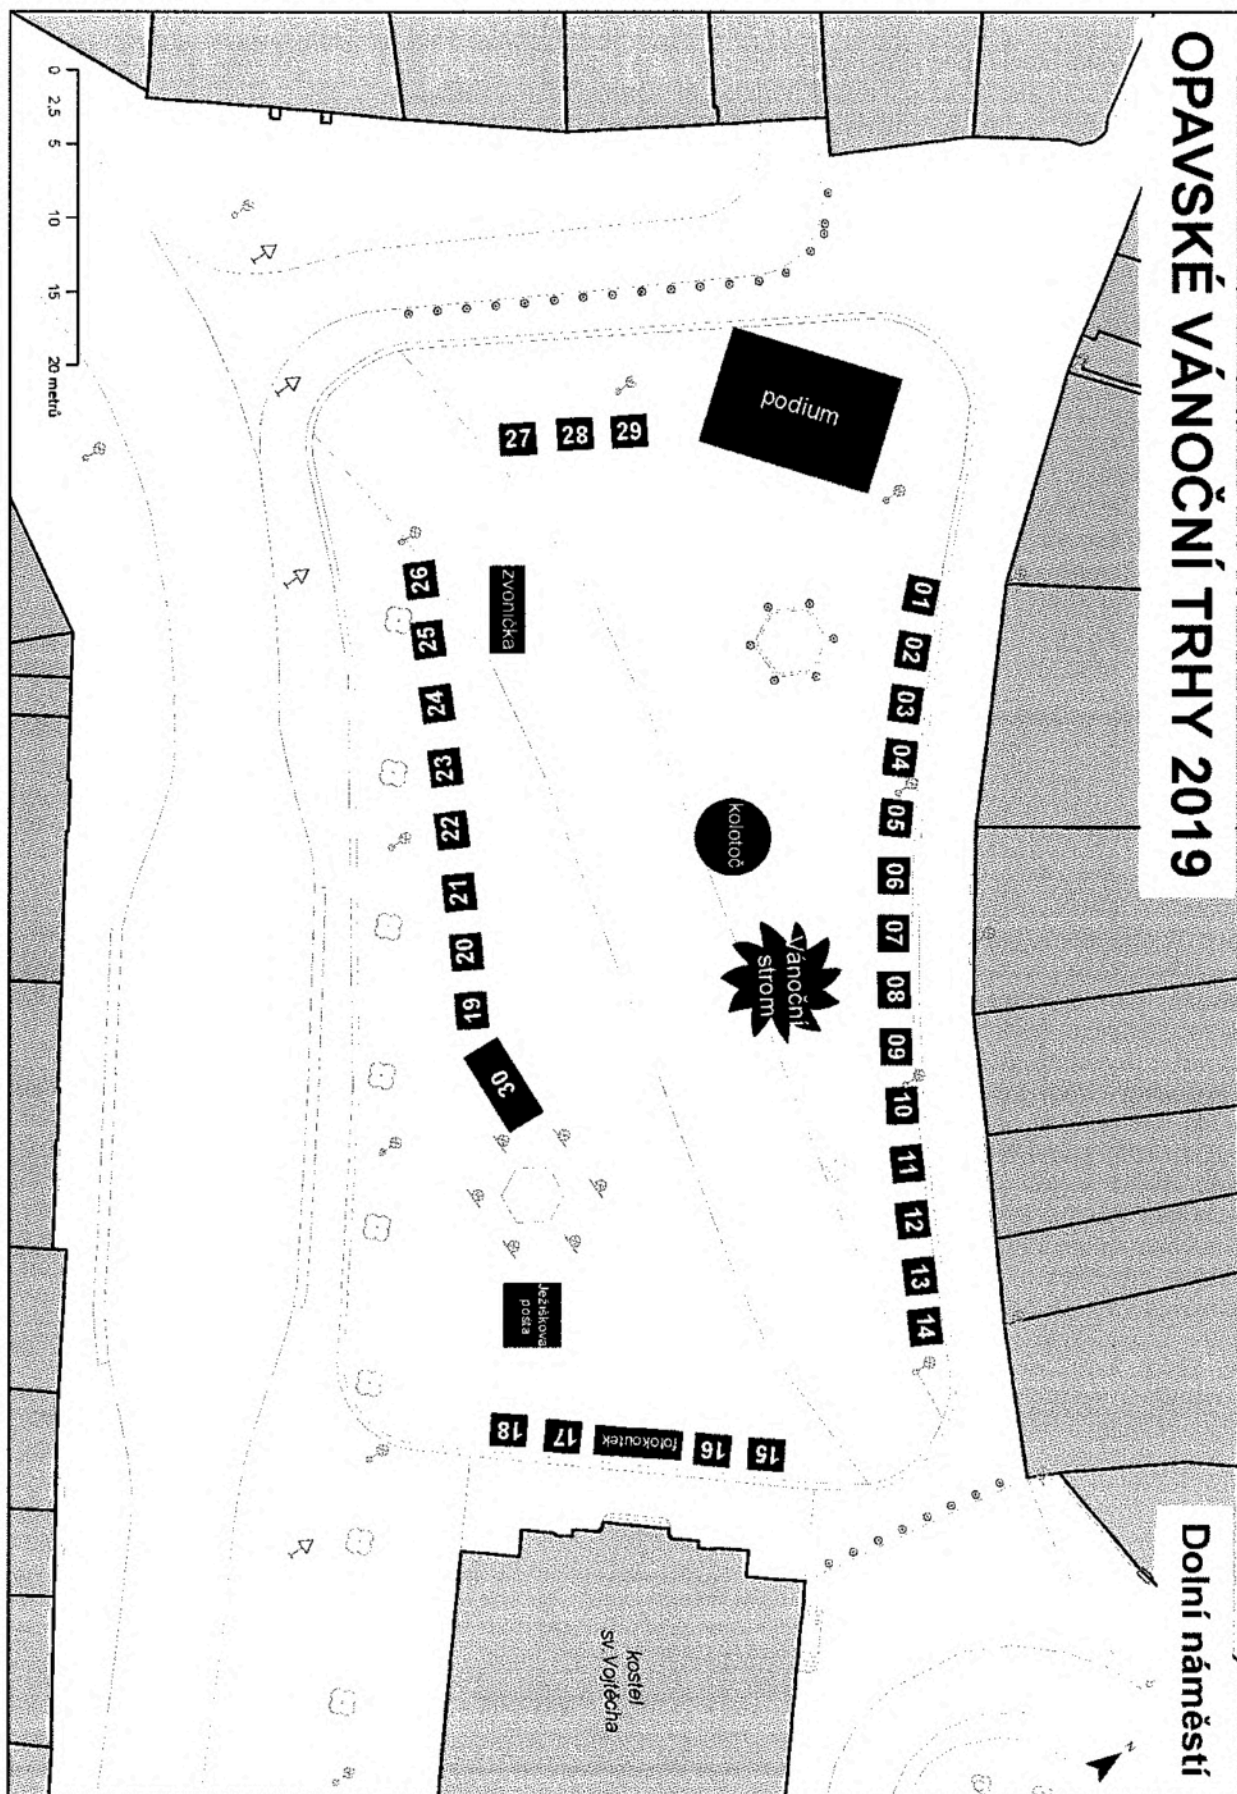 OPAVSKÉ VÁNOČNÍ TRHY 2019
Dolní náměstí
0 2,5 5 10 15 20 metrů
podium
27 28 29
zvonička
01
02
03
04
05
06
07
08
09
10
11
12
13
14
kolotoč
Vánoční
strom
26
25
24
23
22
21
20
19
30
Ježíškova
pošta
18 17 fotokoutek 16 15
kostel
sv. Vojtěcha
z